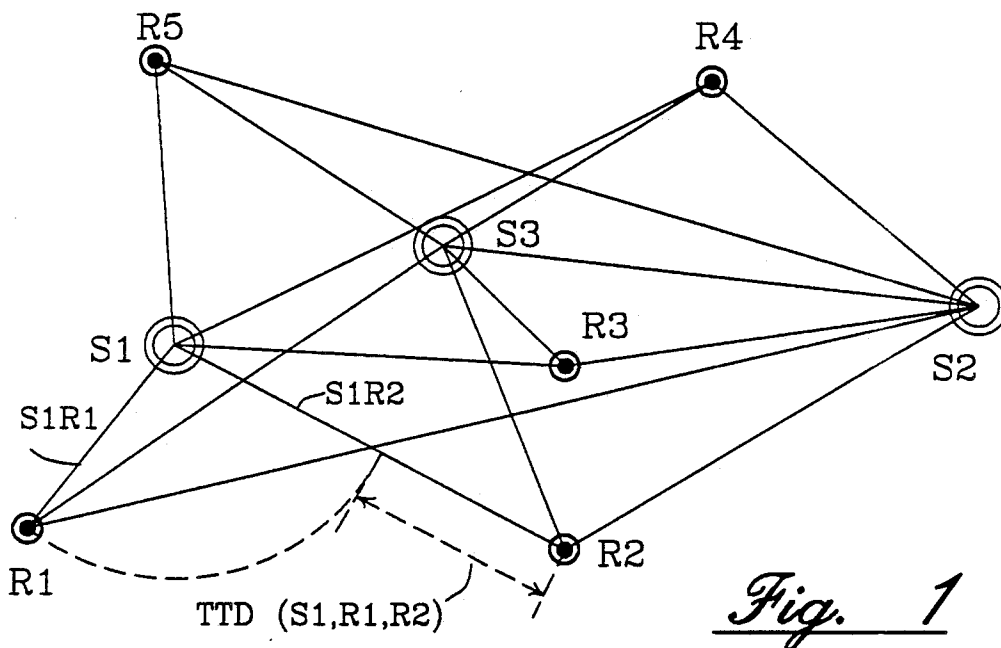 R5
R4
S3
S1
R3
S2
S1R2
S1R1
R1
R2
TTD (S1,R1,R2)
Fig. 1